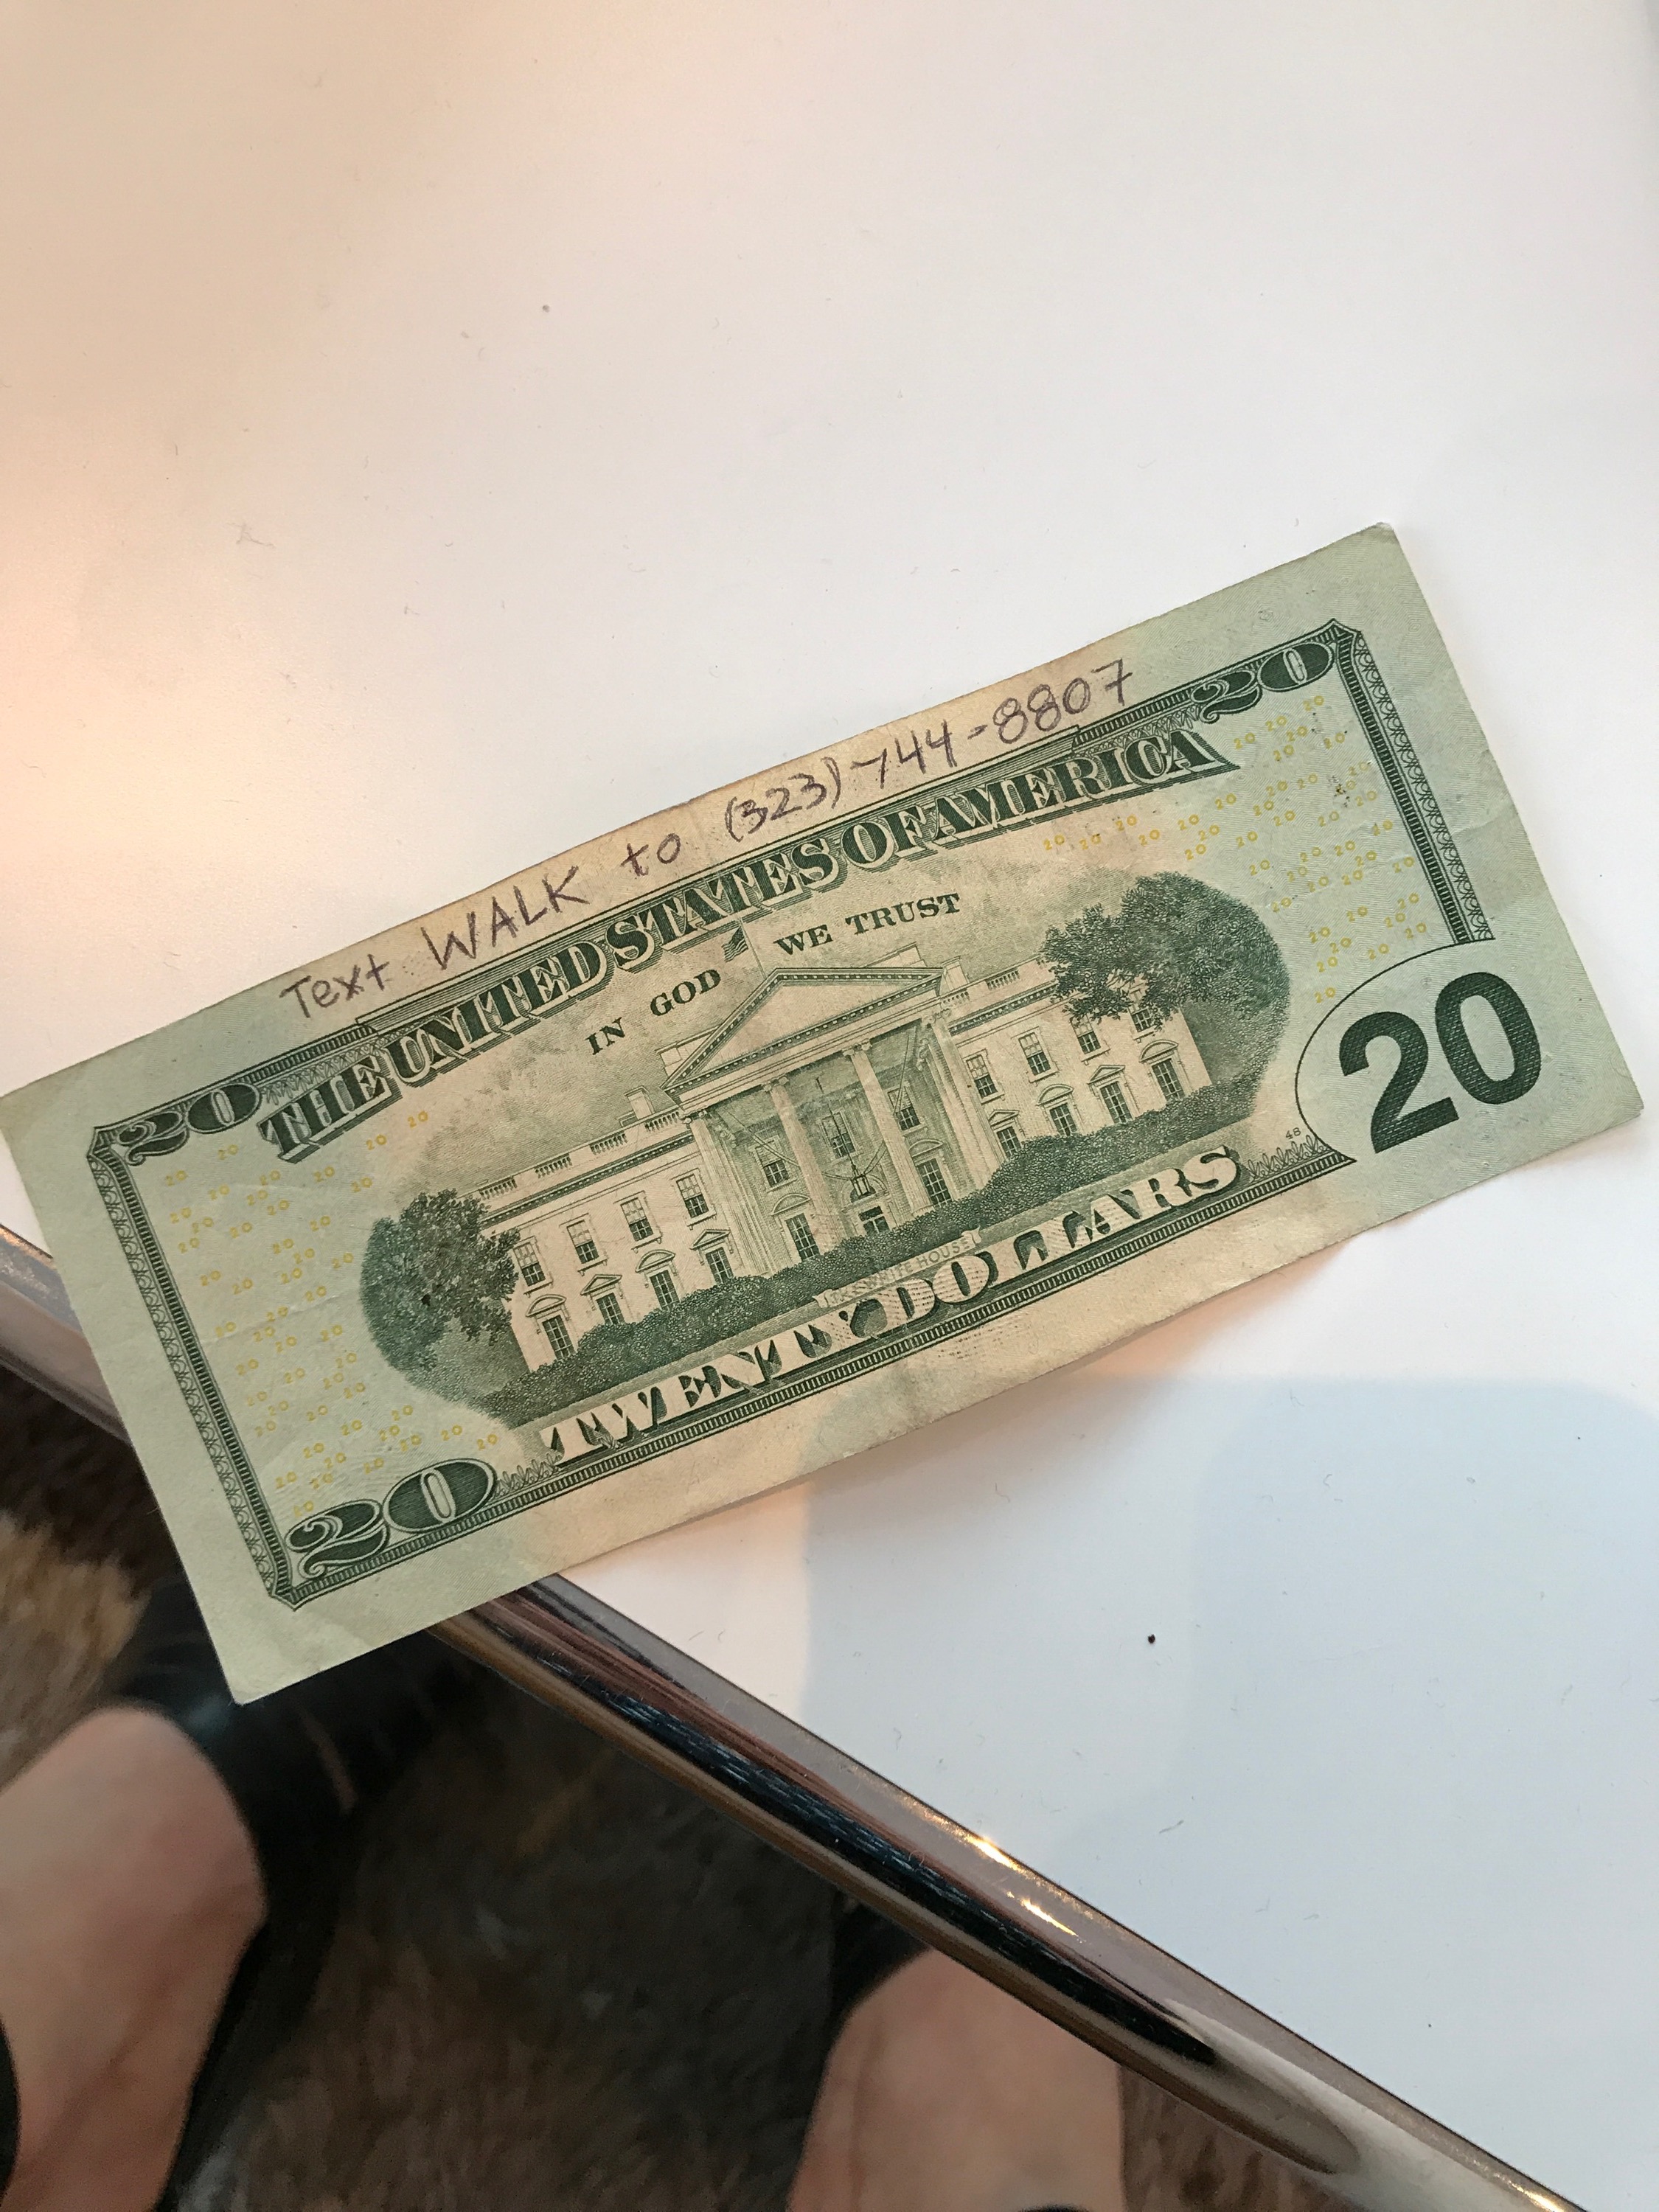 Text WALK to (323)-744-8807
20
20
THE UNITED STATES OF AMERICA
IN GOD WE TRUST
THE WHITE HOUSE
48
TWENTY DOLLARS
20
20